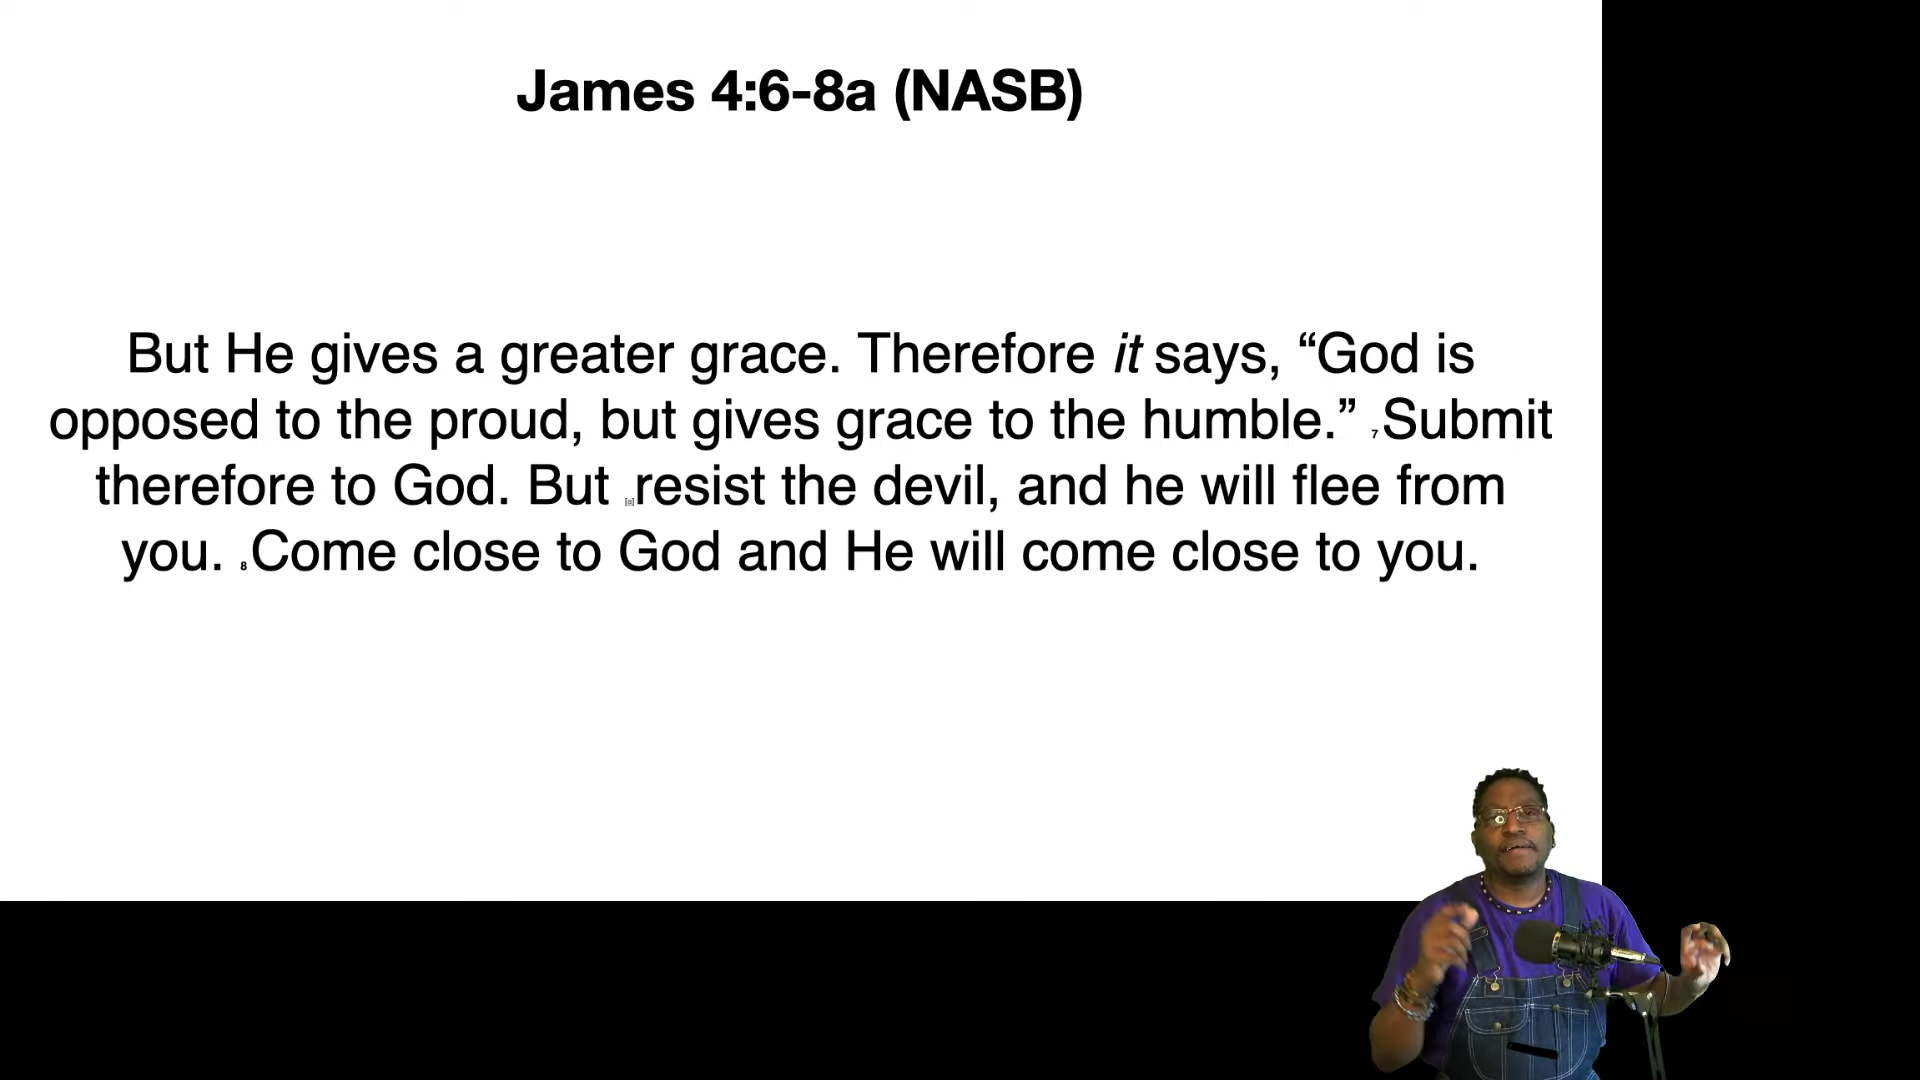 James 4:6-8a (NASB)
But He gives a greater grace. Therefore it says, “God is
opposed to the proud, but gives grace to the humble.” 7 Submit
therefore to God. But [a]resist the devil, and he will flee from
you. 8 Come close to God and He will come close to you.